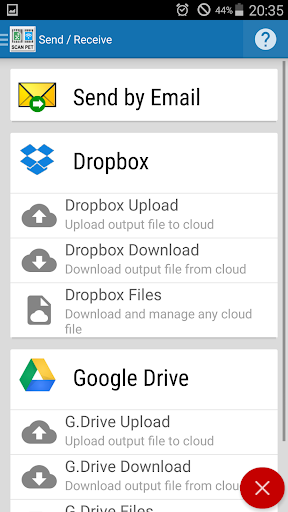 44% 20:35
SCAN PET
Send / Receive
?
Send by Email
Dropbox
Dropbox Upload
Upload output file to cloud
Dropbox Download
Download output file from cloud
Dropbox Files
Download and manage any cloud
file
Google Drive
G.Drive Upload
Upload output file to cloud
G.Drive Download
Download output file from cloud
G.Drive Files